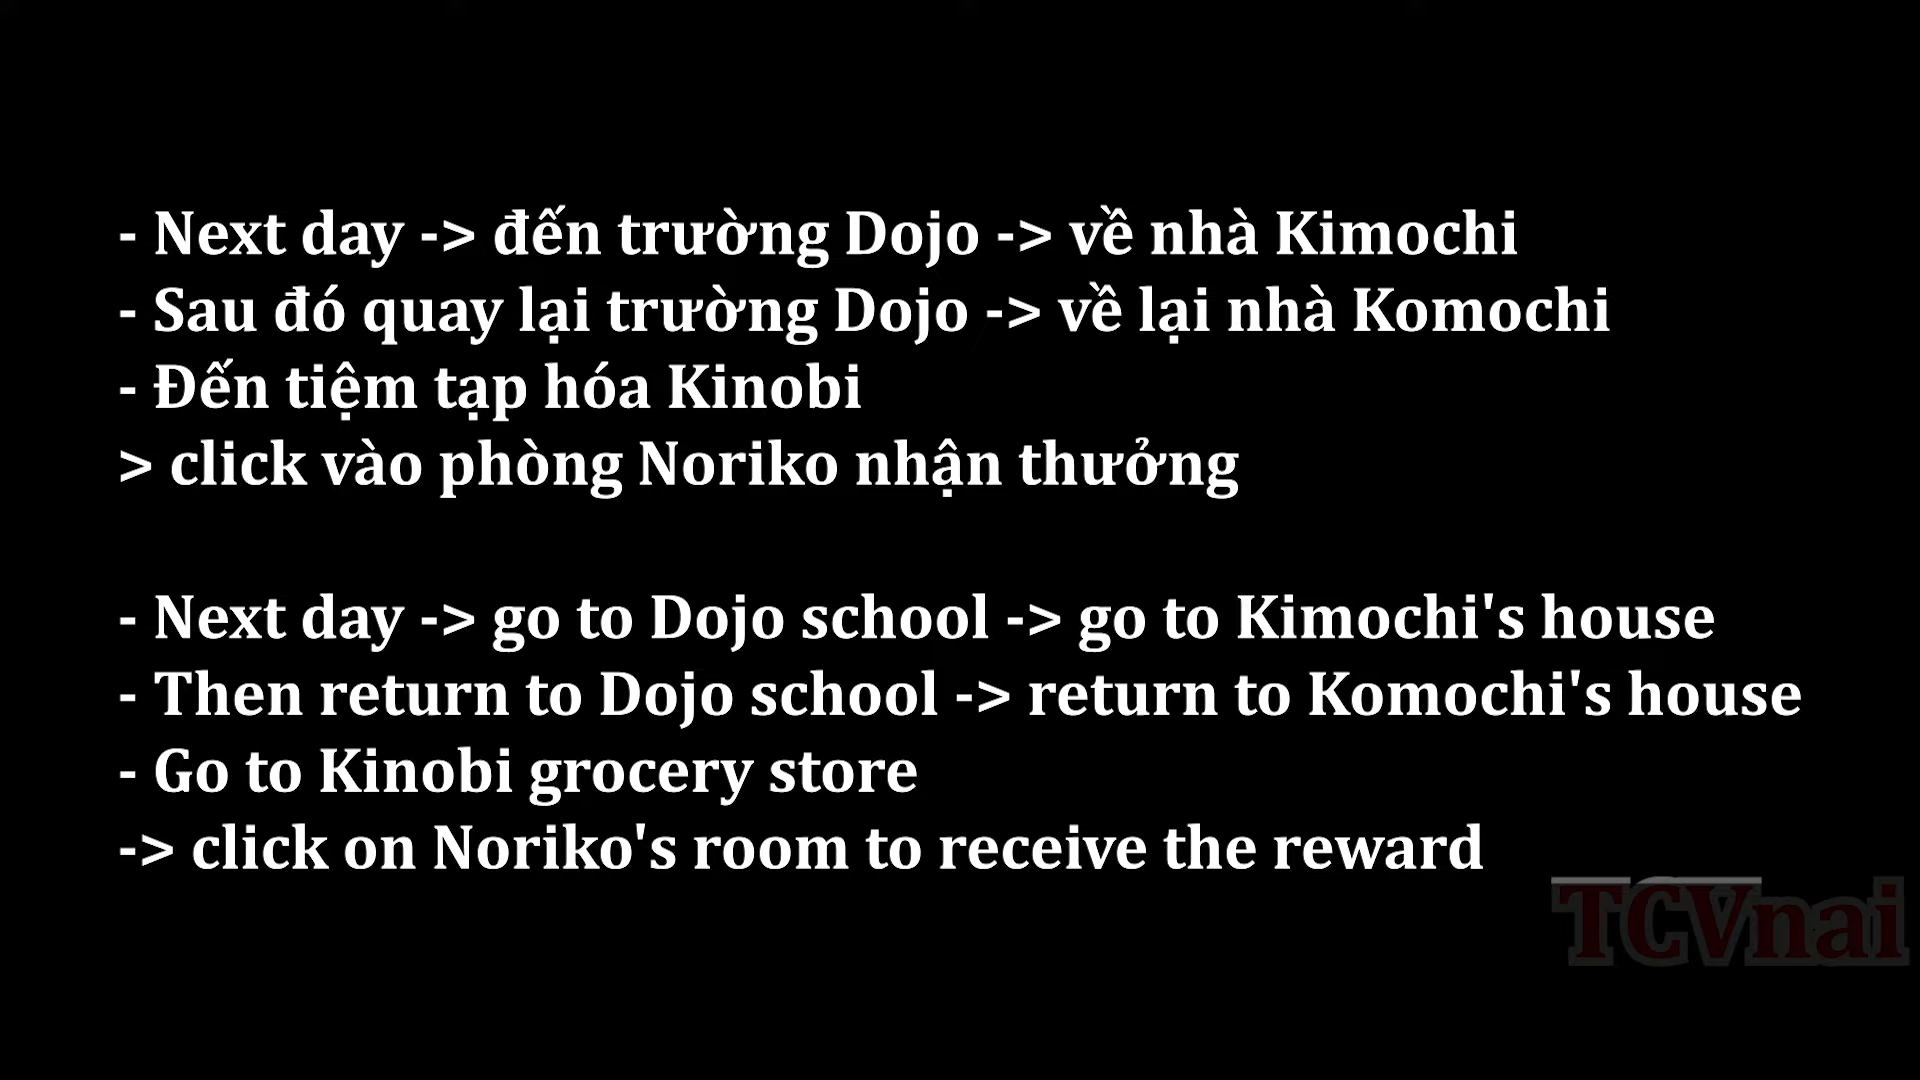 - Next day -> đến trường Dojo -> về nhà Kimochi
- Sau đó quay lại trường Dojo -> về lại nhà Komochi
- Đến tiệm tạp hóa Kinobi
> click vào phòng Noriko nhận thưởng
- Next day -> go to Dojo school -> go to Kimochi's house
- Then return to Dojo school -> return to Komochi's house
- Go to Kinobi grocery store
-> click on Noriko's room to receive the reward
TCVnai